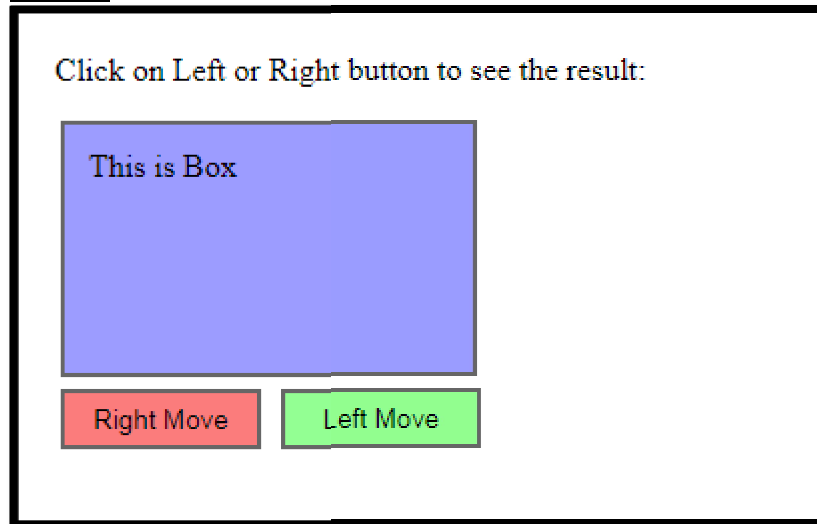 Click on Left or Right button to see the result:
This is Box
Right Move
Left Move